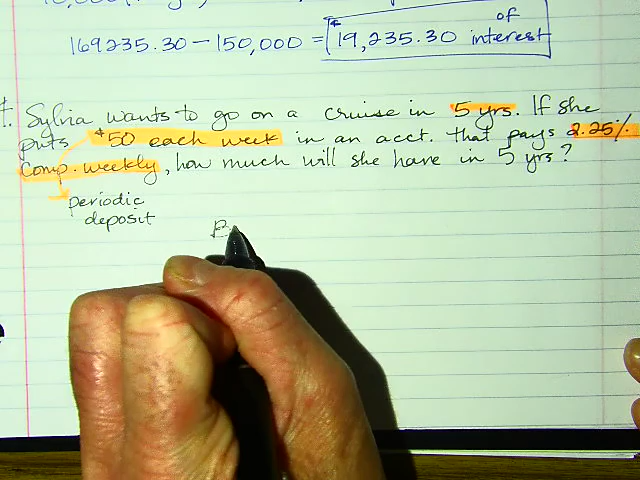 169235.30 - 150,000 = $19,235.30 of interest
7. Sylvia wants to go on a cruise in 5 yrs. If she
puts $50 each week in an acct. that pays 2.25%
comp. weekly, how much will she have in 5 yrs?
periodic
deposit